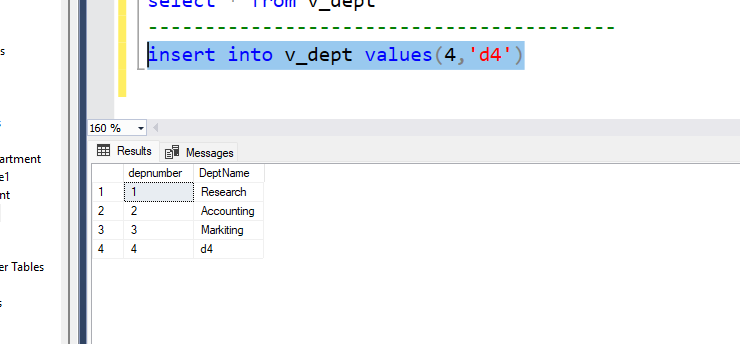 select * from v_dept
---------------------------------------
insert into v_dept values(4,'d4')
s
artment
e1
nt
er Tables
s
160 %
Results Messages
depnumber DeptName
1 1 Research
2 2 Accounting
3 3 Markiting
4 4 d4